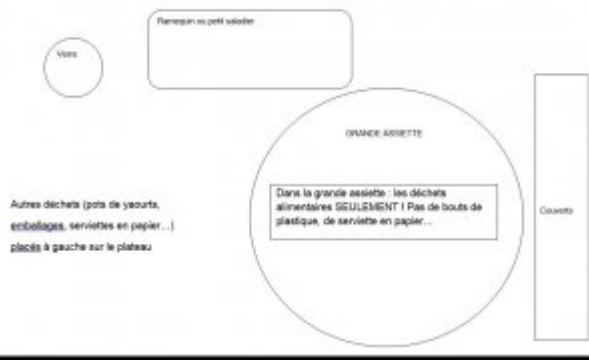 Ramequin ou petit saladier
Verre
GRANDE ASSIETTE
Dans la grande assiette : les déchets
alimentaires SEULEMENT ! Pas de bouts de
plastique, de serviette en papier...
Autres déchets (pots de yaourts,
emballages, serviettes en papier...)
placés à gauche sur le plateau
Couverts